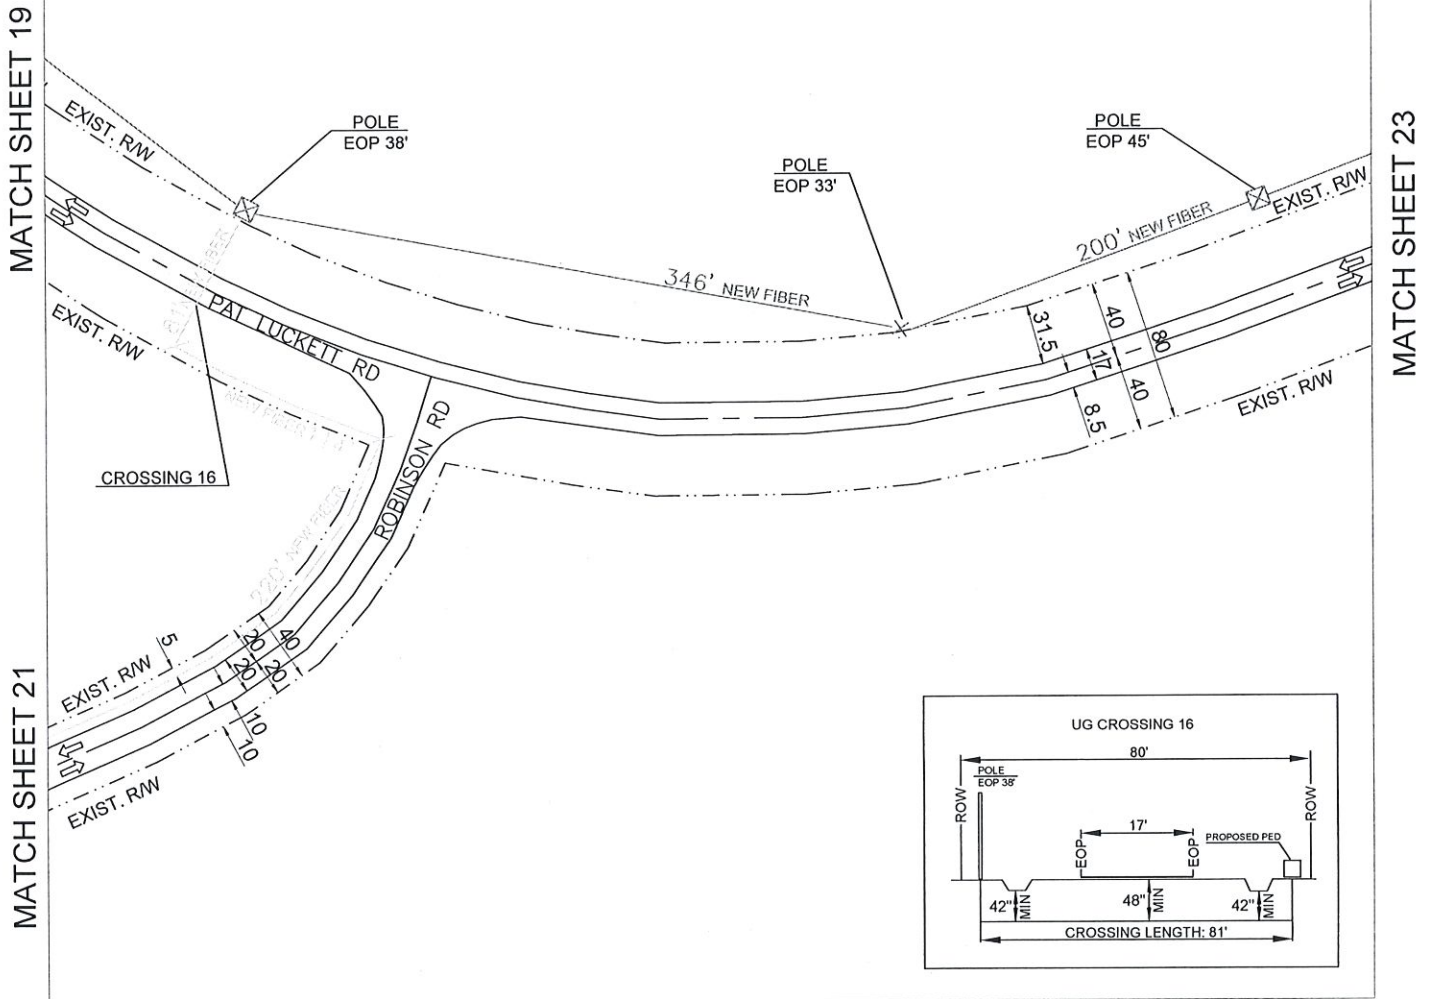 MATCH SHEET 19
MATCH SHEET 21
MATCH SHEET 23
EXIST. R/W
POLE
EOP 38'
POLE
EOP 33'
POLE
EOP 45'
346' NEW FIBER
200' NEW FIBER
EXIST. R/W
EXIST. R/W
PAT LUCKETT RD
ROBINSON RD
CROSSING 16
NEW FIBER
220' NEW FIBER
31.5
40
80
17
40
8.5
EXIST. R/W
EXIST. R/W
5
20
40
20
20
10
10
EXIST. R/W
UG CROSSING 16
80'
POLE
EOP 38'
ROW
ROW
17'
EOP
EOP
PROPOSED PED
42" MIN
48" MIN
42" MIN
CROSSING LENGTH: 81'